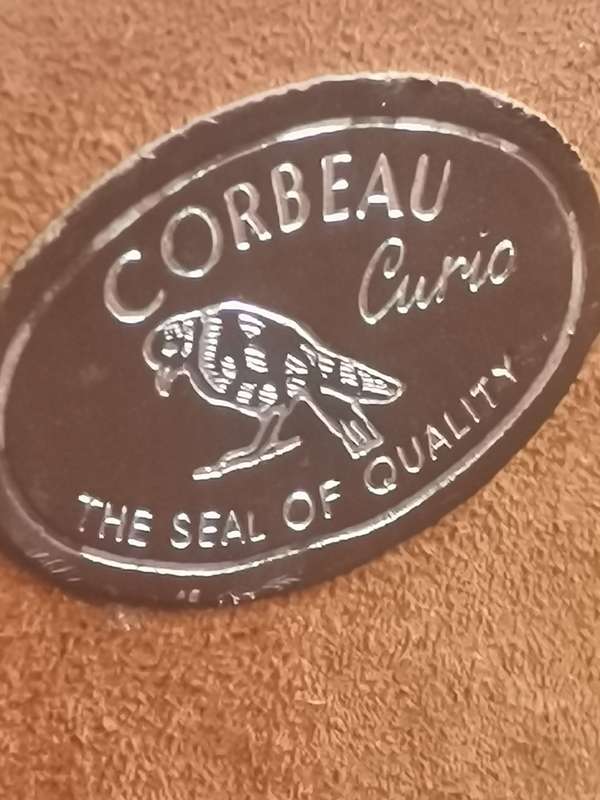 CORBEAU
Curio
THE SEAL OF QUALITY